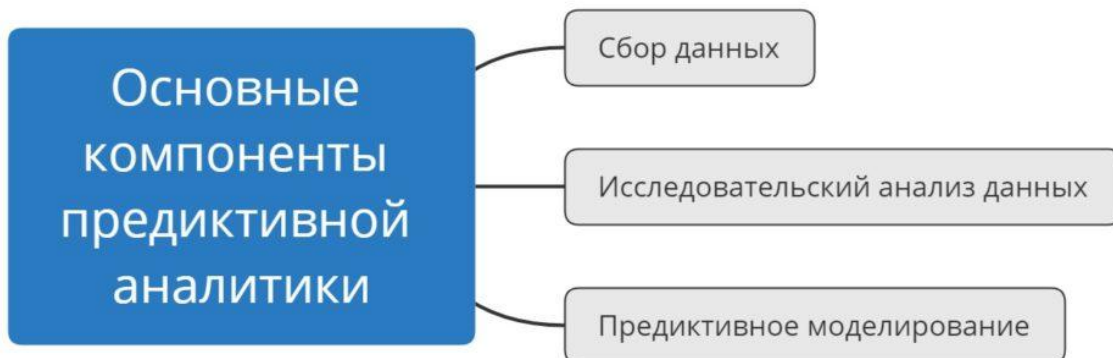 Основные
компоненты
предиктивной
аналитики
Сбор данных
Исследовательский анализ данных
Предиктивное моделирование